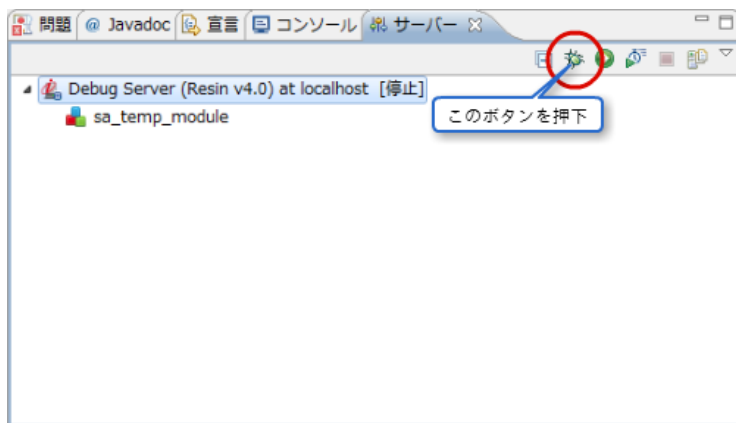 問題 @ Javadoc 宣言 コンソール サーバー
Debug Server (Resin v4.0) at localhost [停止]
sa_temp_module
このボタンを押下